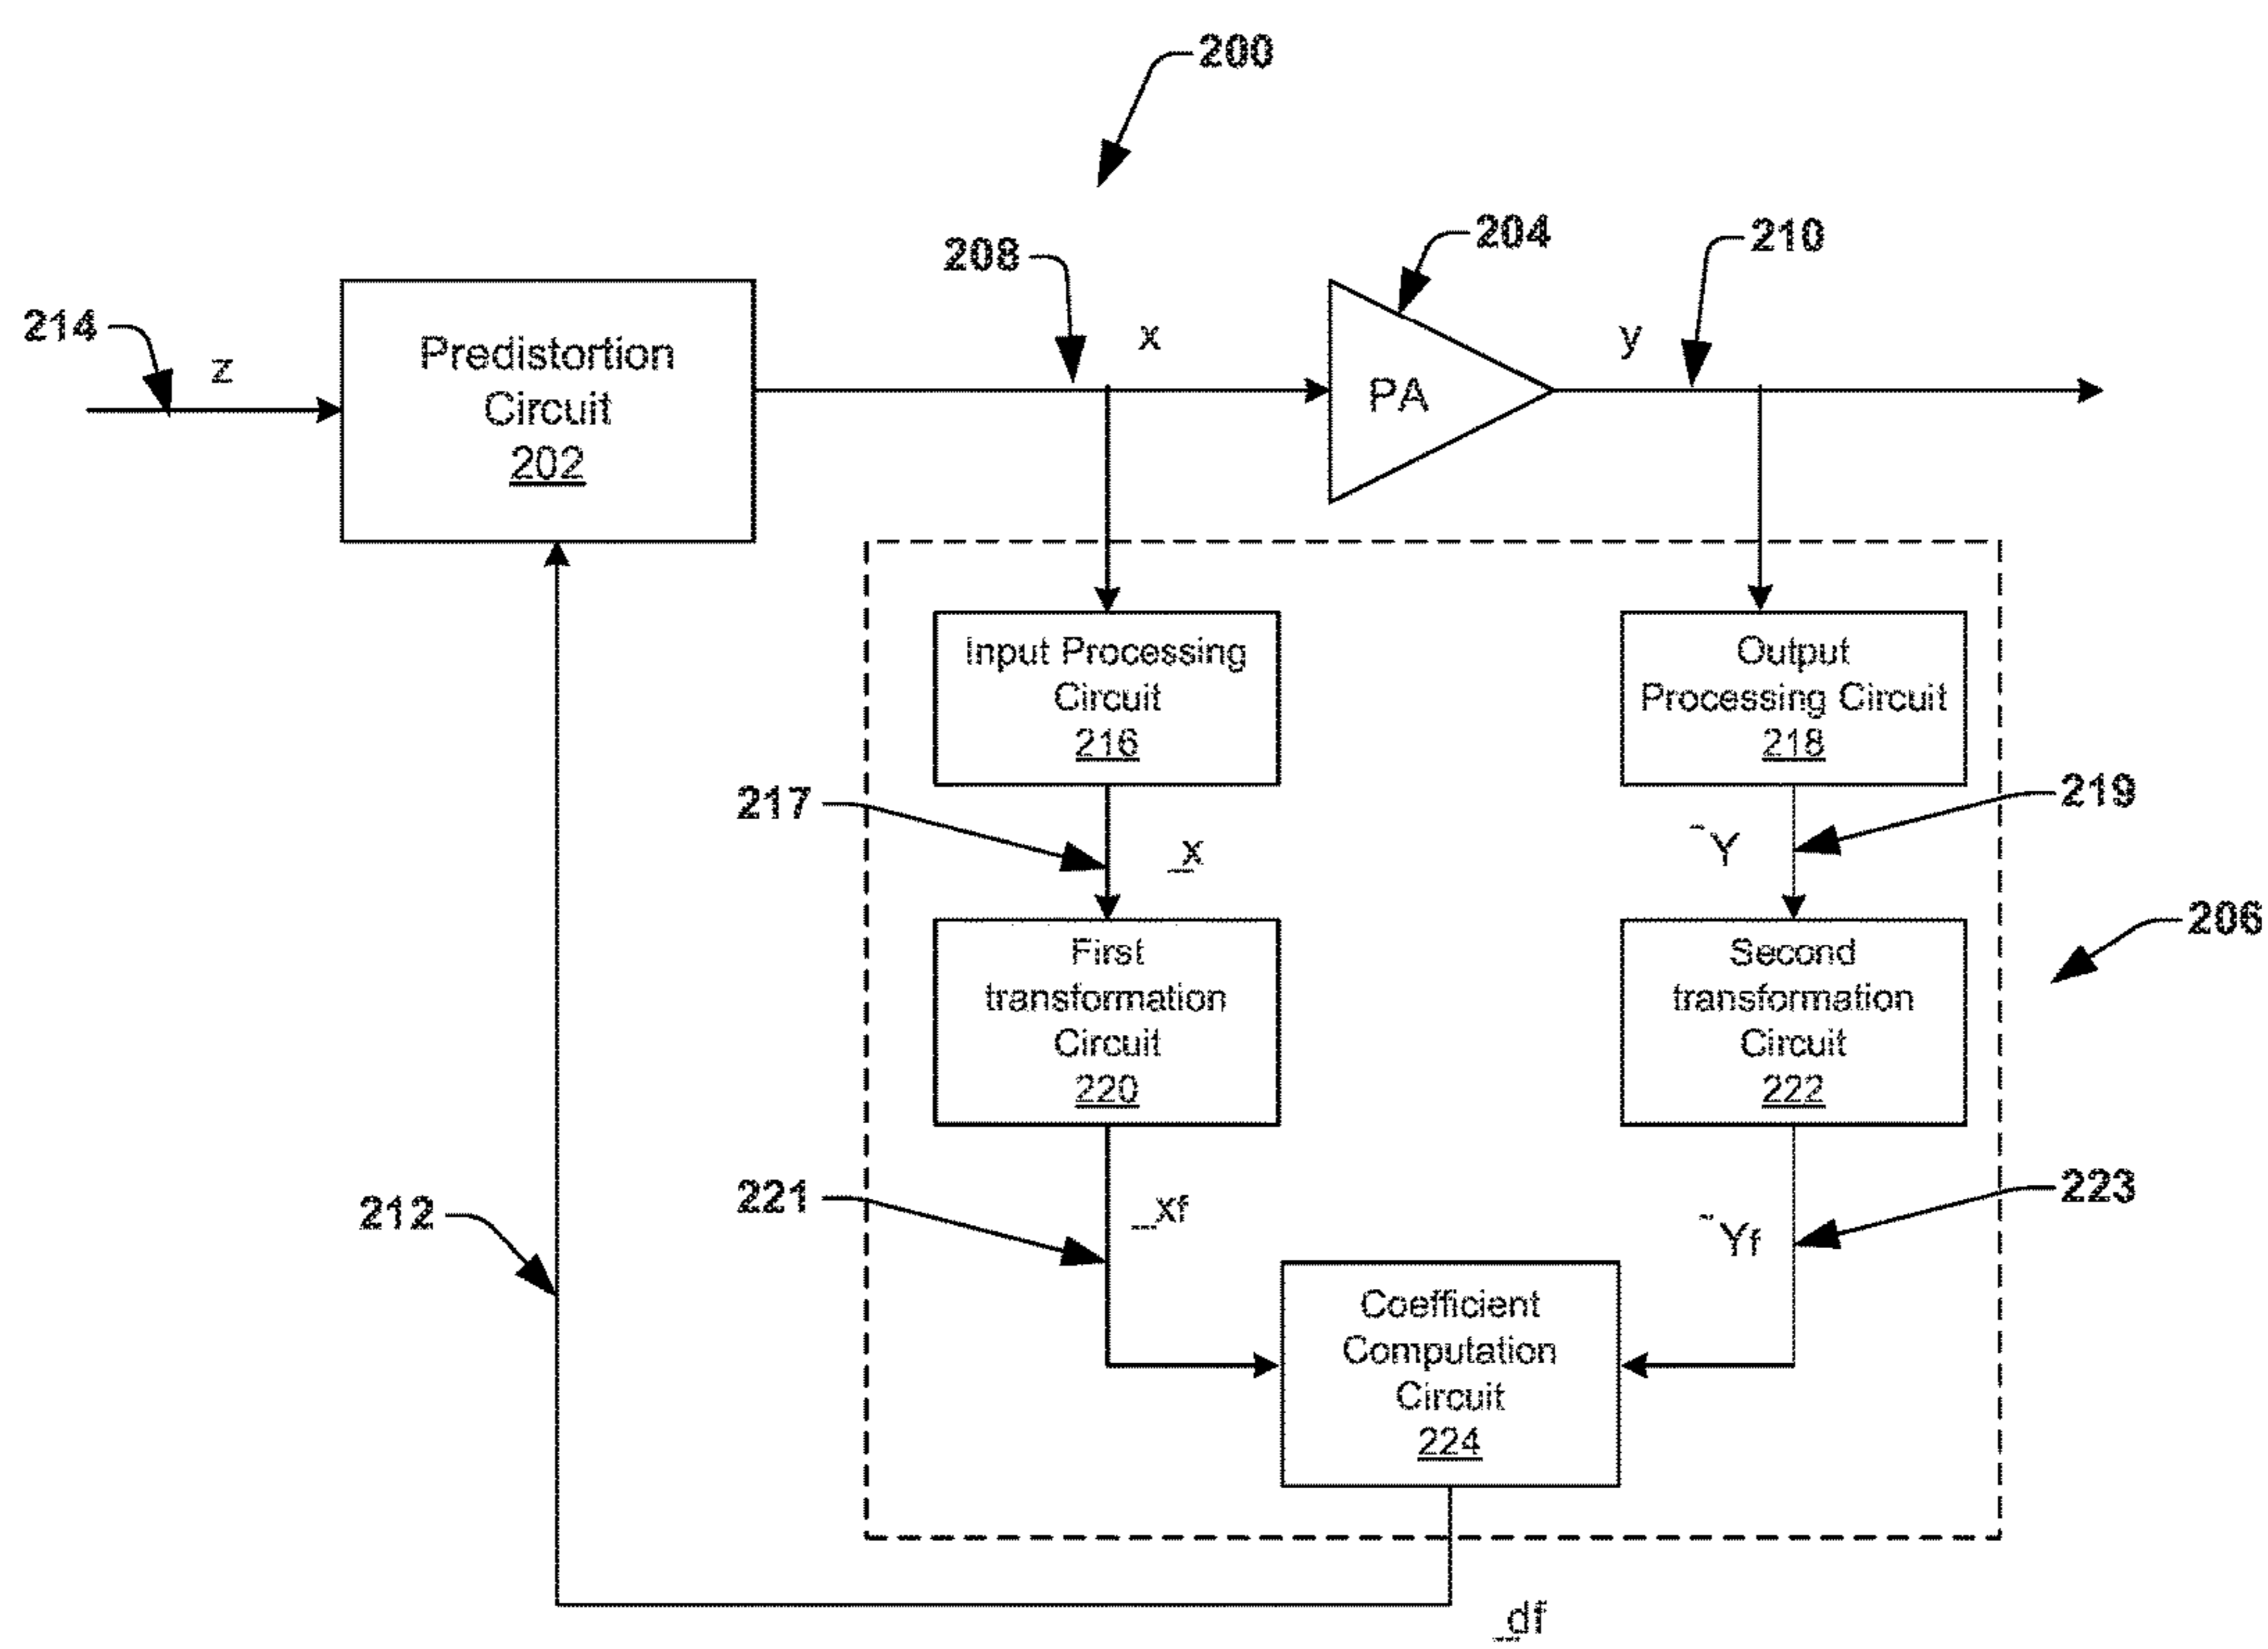 200
208
204
210
214
z
Predistortion
Circuit
202
x
PA
y
Input Processing
Circuit
216
Output
Processing Circuit
218
217
_x
~Y
219
First
transformation
Circuit
220
Second
transformation
Circuit
222
206
212
221
_xf
~Yf
223
Coefficient
Computation
Circuit
224
_df